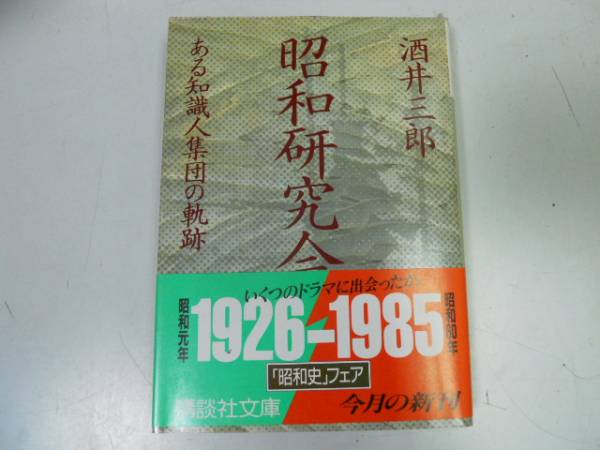 酒井三郎
昭和研究会
ある知識人集団の軌跡
いくつのドラマに出会ったか
昭和元年
1926-1985
昭和60年
「昭和史」フェア
講談社文庫
今月の新刊